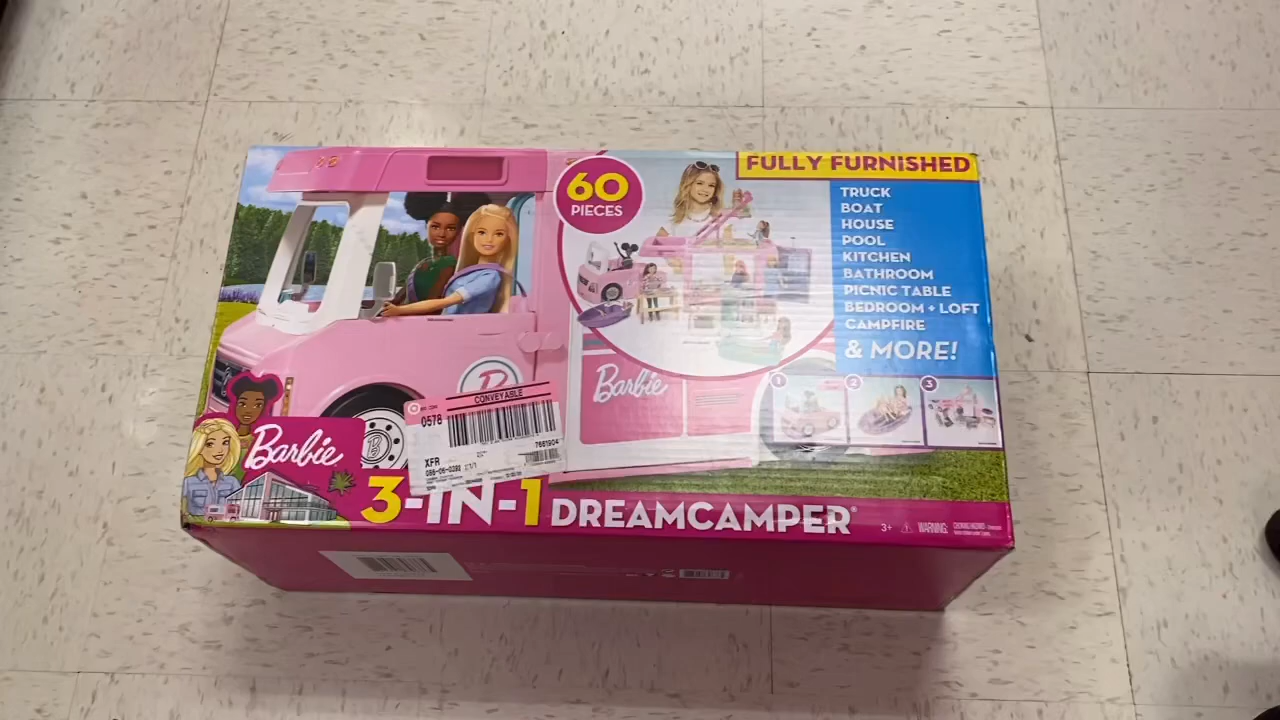 FULLY FURNISHED
60
PIECES
TRUCK
BOAT
HOUSE
POOL
KITCHEN
BATHROOM
PICNIC TABLE
BEDROOM + LOFT
CAMPFIRE
& MORE!
B
Barbie
1 2 3
CONVEYABLE
0578
7681904
XFR
B
Barbie
3-IN-1 DREAMCAMPER®
3+ WARNING: